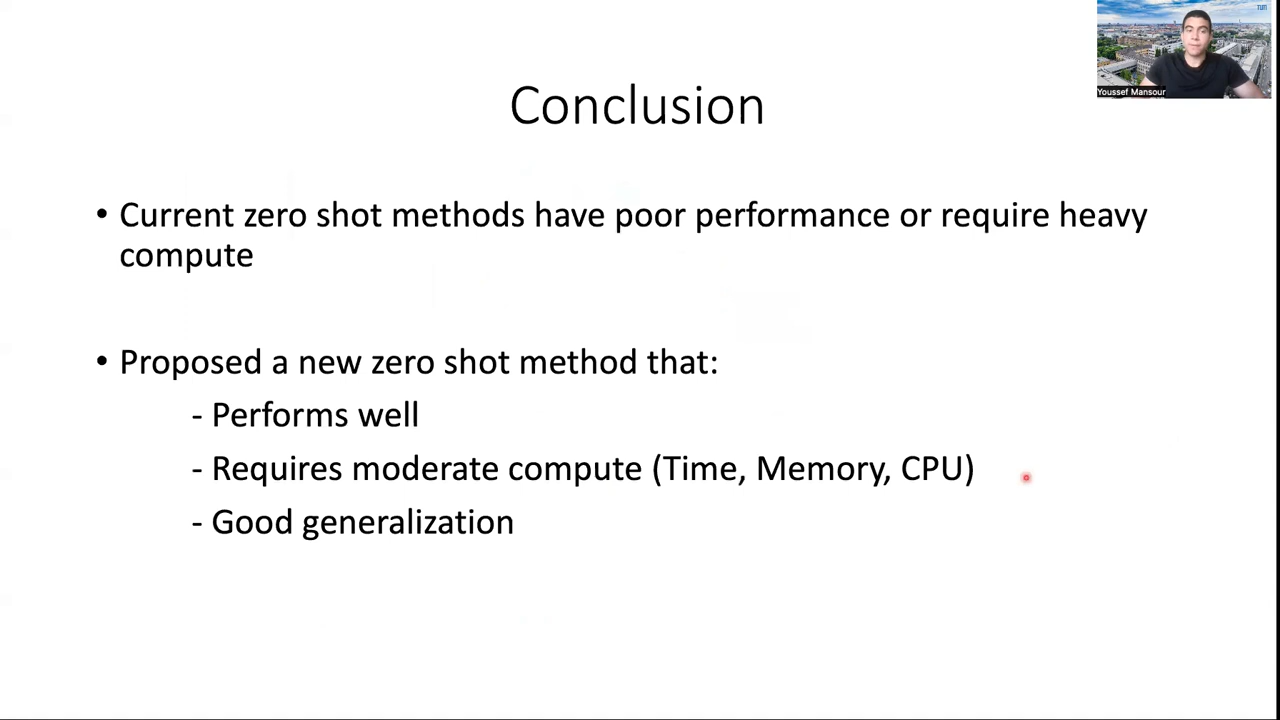 TUM
Youssef Mansour
Conclusion
• Current zero shot methods have poor performance or require heavy
compute
• Proposed a new zero shot method that:
- Performs well
- Requires moderate compute (Time, Memory, CPU)
- Good generalization